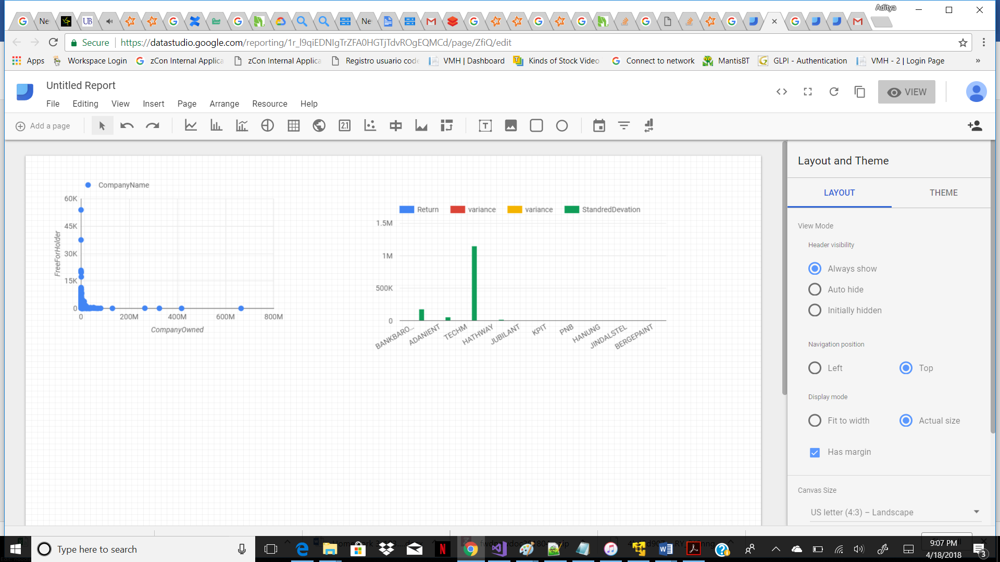 Aditya
Ne
UB
Ne
Secure
https://datastudio.google.com/reporting/1r_l9qiEDNIgTrZFA0HGTjTdvROgEQMCd/page/ZfiQ/edit
Apps
Workspace Login
zCon Internal Applica
zCon Internal Applica
Registro usuario code
VMH | Dashboard
Kinds of Stock Video
Connect to network
MantisBT
GLPI - Authentication
VMH - 2 | Login Page
»
Untitled Report
File Editing View Insert Page Arrange Resource Help
VIEW
Add a page
2.1
T
Layout and Theme
LAYOUT THEME
CompanyName
60K
45K
30K
15K
0
FreeForHolder
0 200M 400M 600M 800M
CompanyOwned
Return variance variance StandredDevation
1.5M
1M
500K
0
BANKBARO... ADANIENT TECHM HATHWAY JUBILANT KPIT PNB HANUNG JINDALSTEL BERGEPAINT
View Mode
Header visibility
Always show
Auto hide
Initially hidden
Navigation position
Left Top
Display mode
Fit to width Actual size
Has margin
Canvas Size
US letter (4:3) – Landscape
Type here to search
9:07 PM
4/18/2018
3